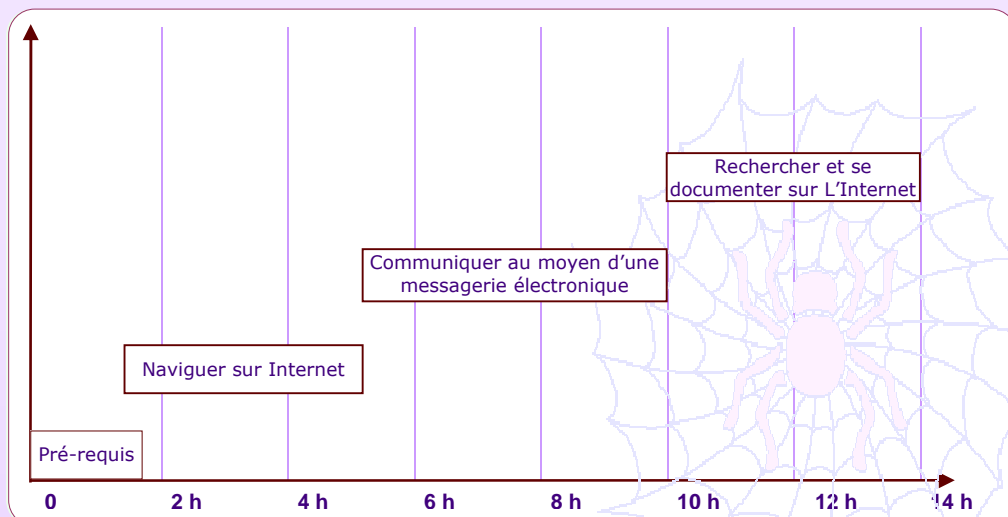 Rechercher et se
documenter sur L'Internet
Communiquer au moyen d'une
messagerie électronique
Naviguer sur Internet
Pré-requis
0 2 h 4 h 6 h 8 h 10 h 12 h 14 h